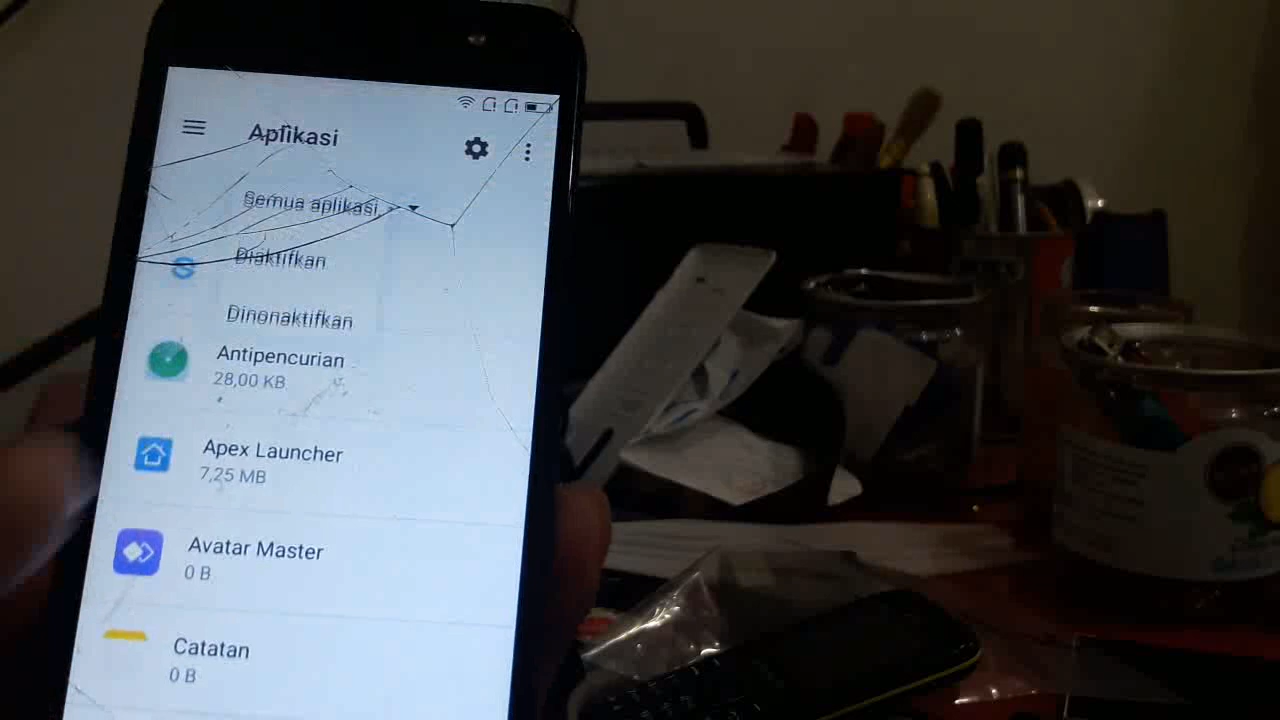 Aplikasi
Semua aplikasi
Diaktifkan
Dinonaktifkan
Antipencurian
28,00 KB
Apex Launcher
7,25 MB
Avatar Master
0 B
Catatan
0 B